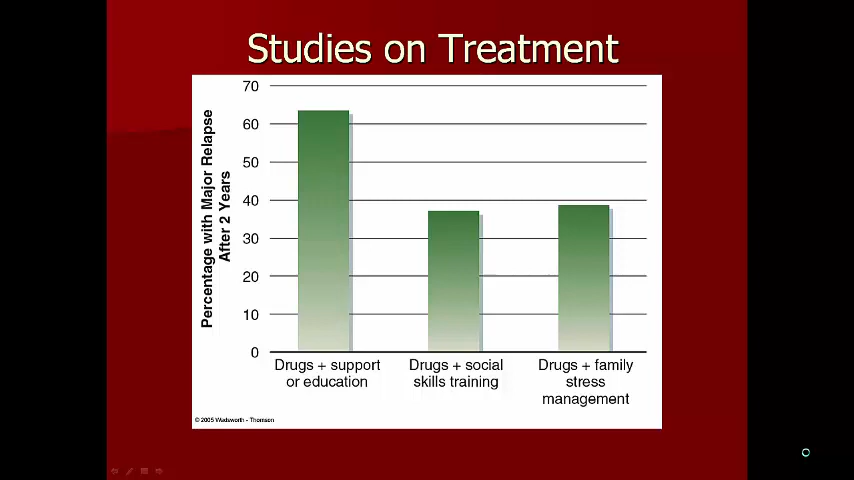 Studies on Treatment
70
60
50
40
30
20
10
0
Percentage with Major Relapse
After 2 Years
Drugs + support
or education
Drugs + social
skills training
Drugs + family
stress
management
© 2005 Wadsworth - Thomson